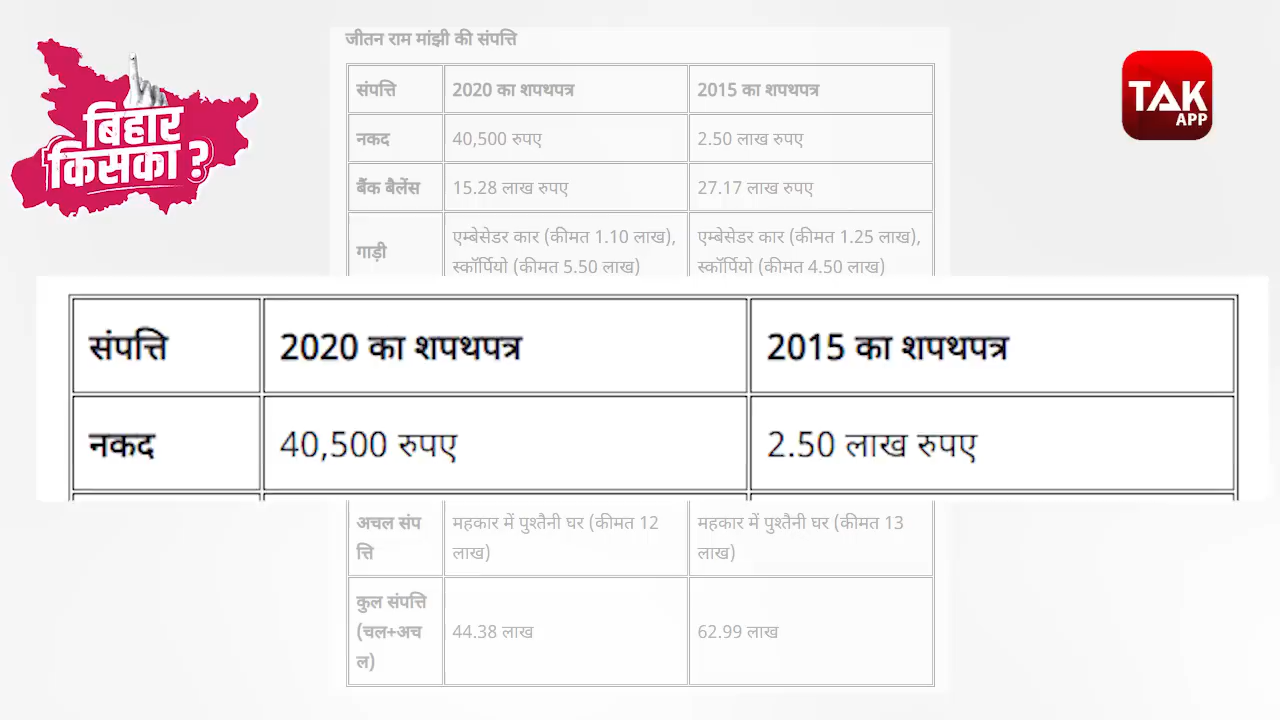 जीतन राम मांझी की संपत्ति
बिहार
किसका ?
TAK
APP
संपत्ति 2020 का शपथपत्र 2015 का शपथपत्र
नकद 40,500 रुपए 2.50 लाख रुपए
बैंक बैलेंस 15.28 लाख रुपए 27.17 लाख रुपए
गाड़ी एम्बेसेडर कार (कीमत 1.10 लाख), एम्बेसेडर कार (कीमत 1.25 लाख),
स्कॉर्पियो (कीमत 5.50 लाख) स्कॉर्पियो (कीमत 4.50 लाख)
संपत्ति 2020 का शपथपत्र 2015 का शपथपत्र
नकद 40,500 रुपए 2.50 लाख रुपए
अचल संप महकार में पुश्तैनी घर (कीमत 12 महकार में पुश्तैनी घर (कीमत 13
त्ति लाख) लाख)
कुल संपत्ति
(चल+अच 44.38 लाख 62.99 लाख
ल)